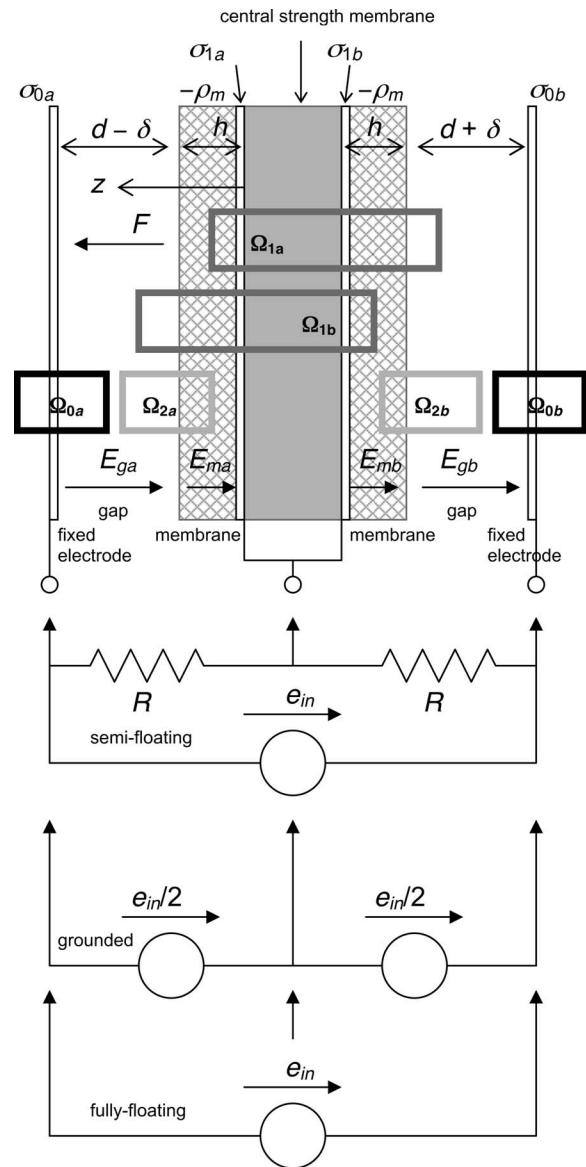 central strength membrane
σ1a σ1b
σ0a −ρm −ρm σ0b
d − δ h h d + δ
z
F
Ω1a
Ω1b
Ω0a Ω2a Ω2b Ω0b
Ega Ema Emb Egb
gap gap
fixed electrode membrane membrane fixed electrode
R ein R
semi-floating
ein/2 ein/2
grounded
ein
fully-floating